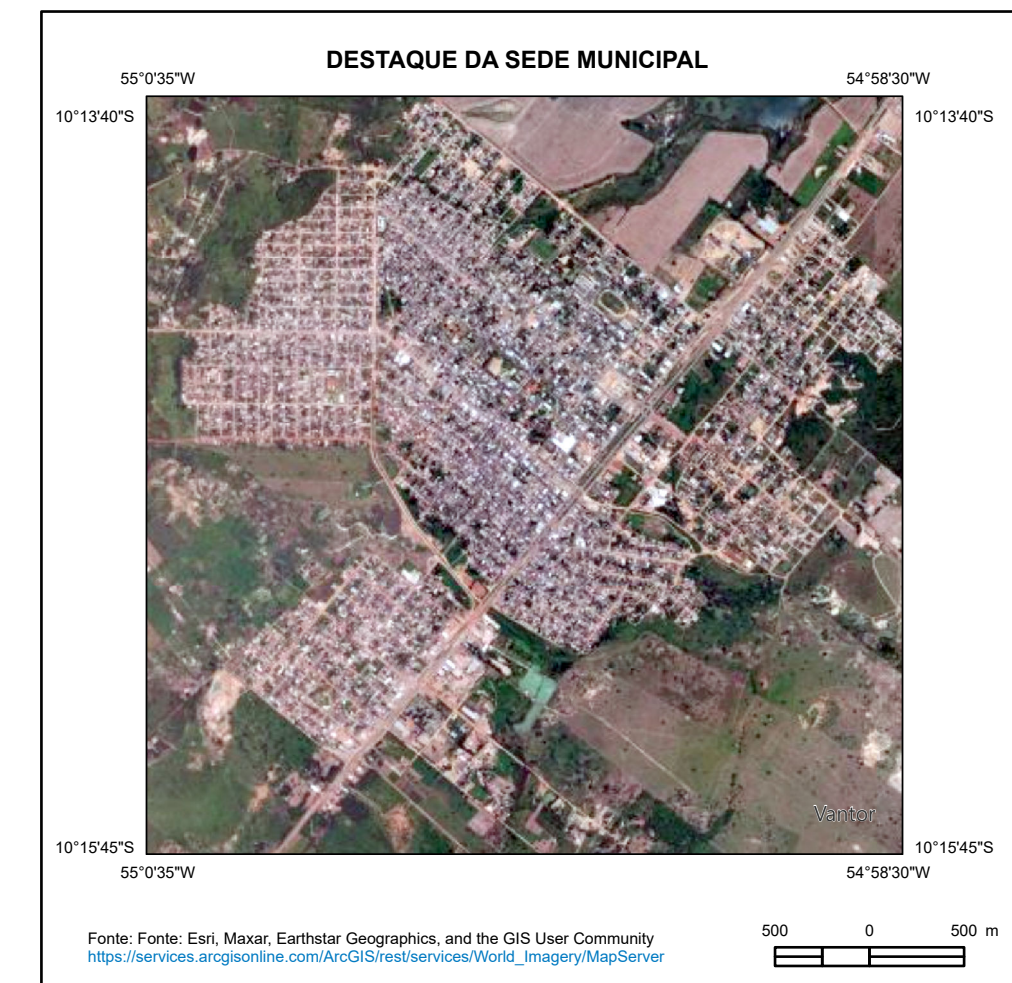 DESTAQUE DA SEDE MUNICIPAL
55°0'35"W 54°58'30"W
10°13'40"S 10°13'40"S
Vantor
10°15'45"S 10°15'45"S
55°0'35"W 54°58'30"W
500 0 500 m
Fonte: Fonte: Esri, Maxar, Earthstar Geographics, and the GIS User Community
https://services.arcgisonline.com/ArcGIS/rest/services/World_Imagery/MapServer